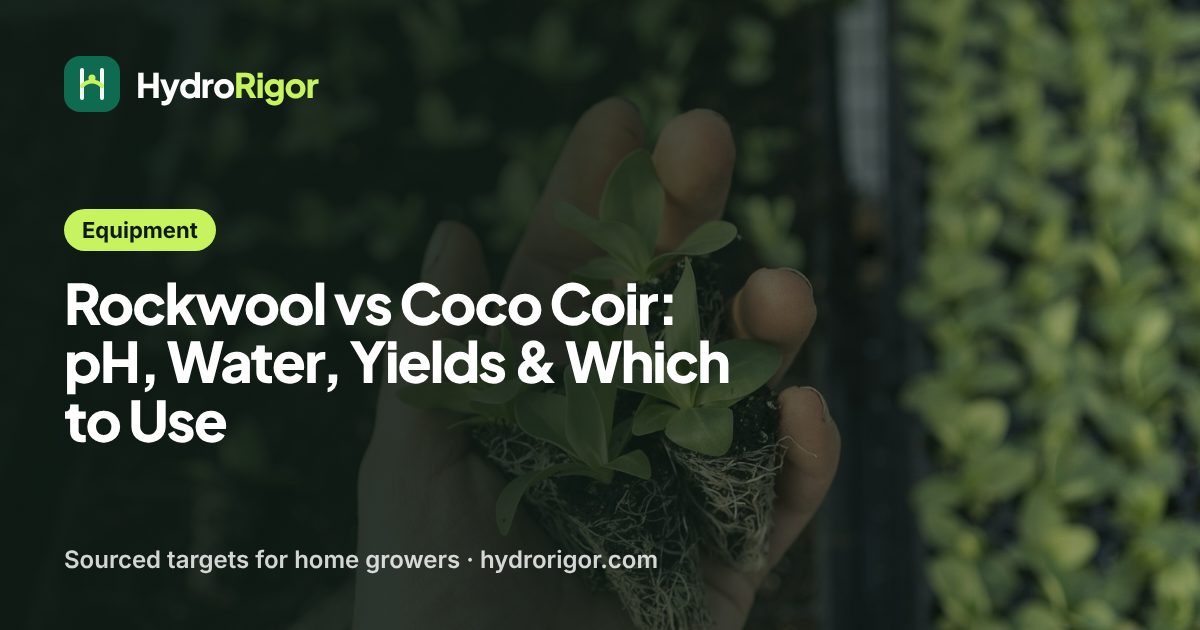 HydroRigor
Equipment
Rockwool vs Coco Coir:
pH, Water, Yields & Which
to Use
Sourced targets for home growers · hydrorigor.com